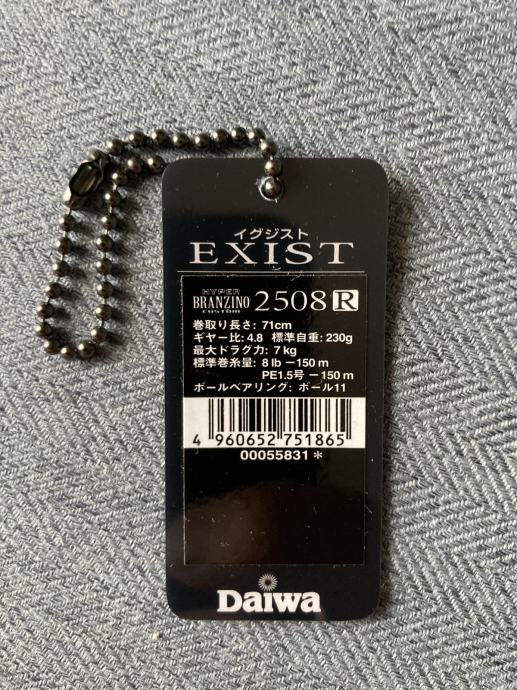 イグジスト
EXIST
HYPER
BRANZINO 2508 R
CUSTOM
巻取り長さ: 71cm
ギヤー比: 4.8 標準自重: 230g
最大ドラグ力: 7 kg
標準巻糸量: 8 lb－150 m
PE1.5号－150 m
ボールベアリング: ボール11
4 960652 751865
00055831＊
Daiwa